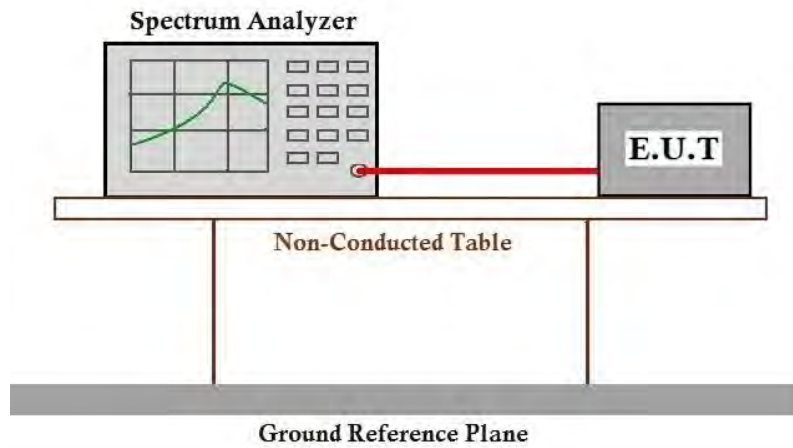 Spectrum Analyzer
E.U.T
Non-Conducted Table
Ground Reference Plane